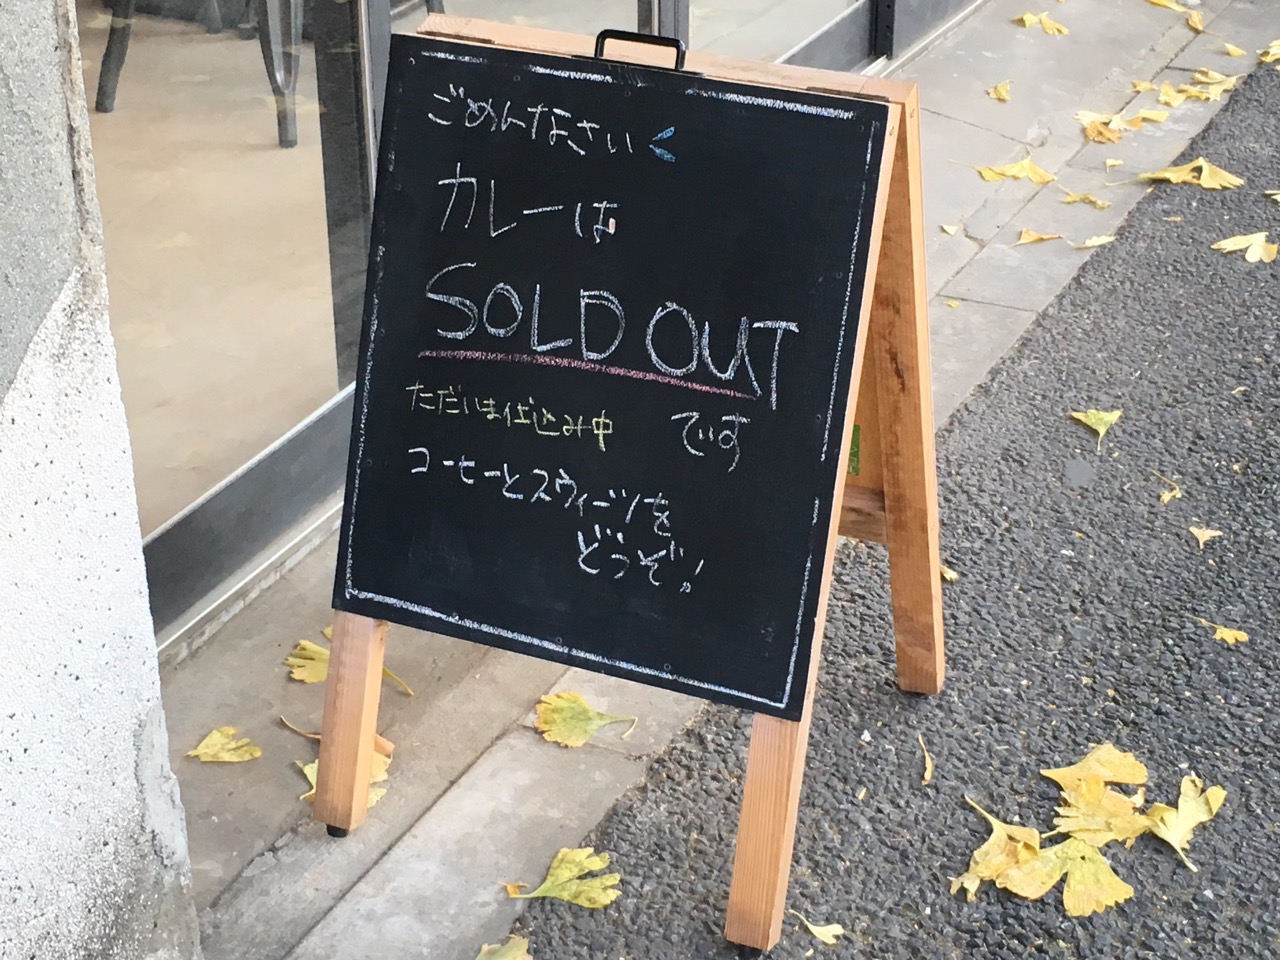 ごめんなさい
カレーは
SOLD OUT
です
ただいま仕込み中
コーヒーとスウィーツを
どうぞ〃